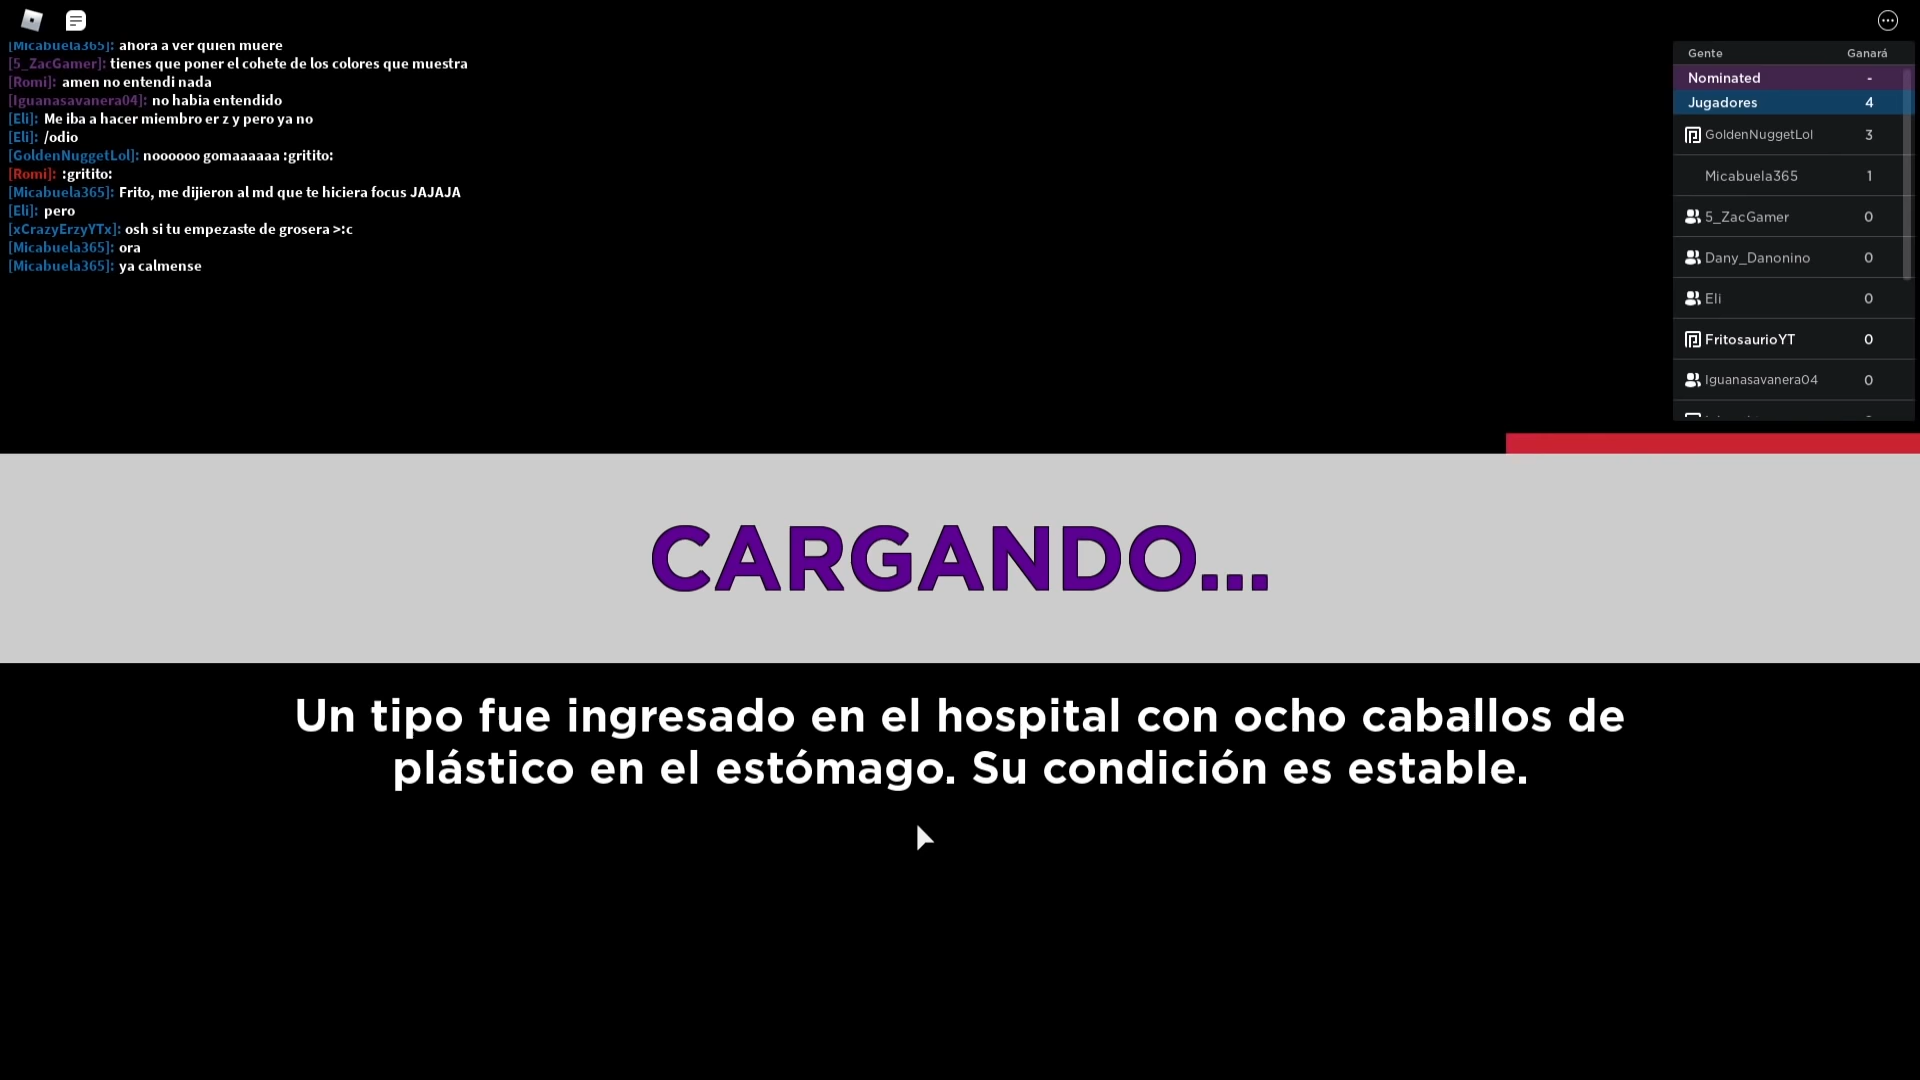 [Micabuela365]: ahora a ver quien muere
[5_ZacGamer]: tienes que poner el cohete de los colores que muestra
[Romi]: amen no entendi nada
[Iguanasavanera04]: no habia entendido
[Eli]: Me iba a hacer miembro er z y pero ya no
[Eli]: /odio
[GoldenNuggetLol]: noooooo gomaaaaaa :gritito:
[Romi]: :gritito:
[Micabuela365]: Frito, me dijieron al md que te hiciera focus JAJAJA
[Eli]: pero
[xCrazyErzyYTx]: osh si tu empezaste de grosera >:c
[Micabuela365]: ora
[Micabuela365]: ya calmense
Gente Ganará
Nominated -
Jugadores 4
GoldenNuggetLol 3
Micabuela365 1
5_ZacGamer 0
Dany_Danonino 0
Eli 0
FritosaurioYT 0
Iguanasavanera04 0
CARGANDO...
Un tipo fue ingresado en el hospital con ocho caballos de
plástico en el estómago. Su condición es estable.